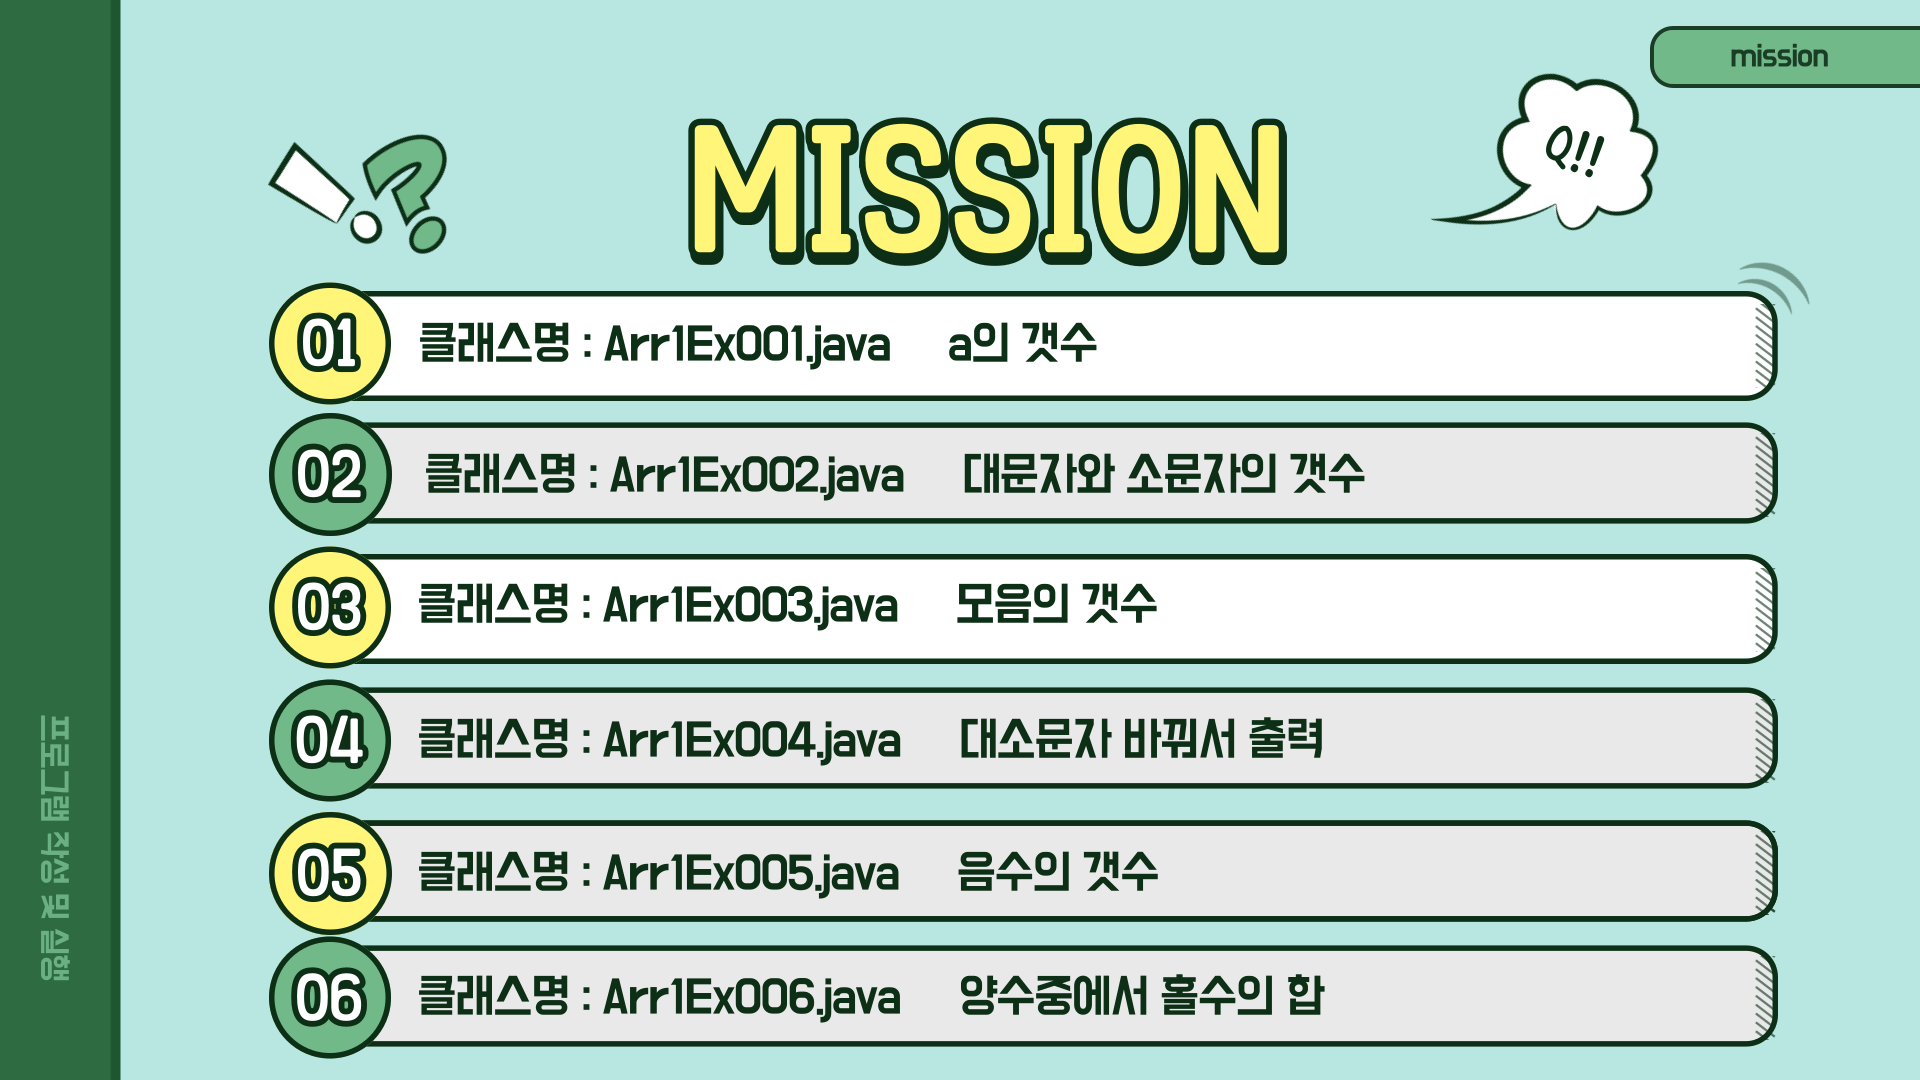 mission
MISSION
Q!!
!?
01
클래스명 : Arr1Ex001.java a의 갯수
02
클래스명 : Arr1Ex002.java 대문자와 소문자의 갯수
03
클래스명 : Arr1Ex003.java 모음의 갯수
04
클래스명 : Arr1Ex004.java 대소문자 바꿔서 출력
05
클래스명 : Arr1Ex005.java 음수의 갯수
06
클래스명 : Arr1Ex006.java 양수중에서 홀수의 합
프로그램 작성 및 실행